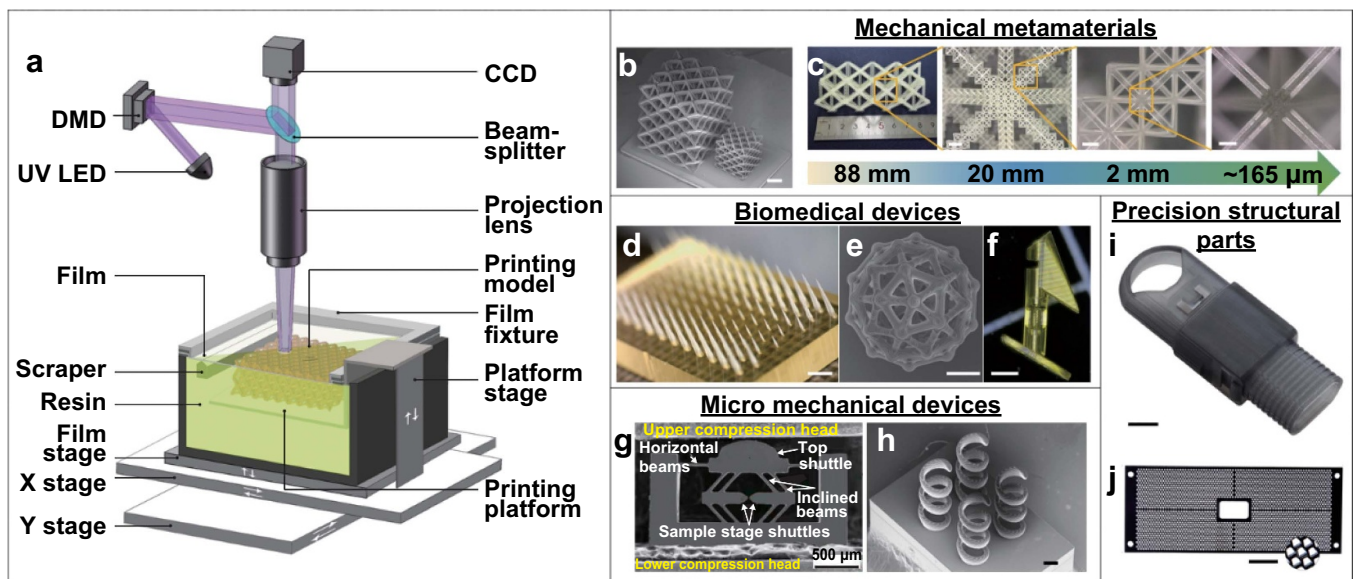 a
CCD
DMD
Beam-
splitter
UV LED
Projection
lens
Film
Printing
model
Film
fixture
Scraper
Platform
stage
Resin
Film
stage
X stage
Printing
platform
Y stage
Mechanical metamaterials
b
c
88 mm
20 mm
2 mm
~165 µm
Biomedical devices
d
e
f
Precision structural
parts
i
Micro mechanical devices
g
Upper compression head
Horizontal
beams
Top
shuttle
Inclined
beams
Sample stage shuttles
500 µm
Lower compression head
h
j